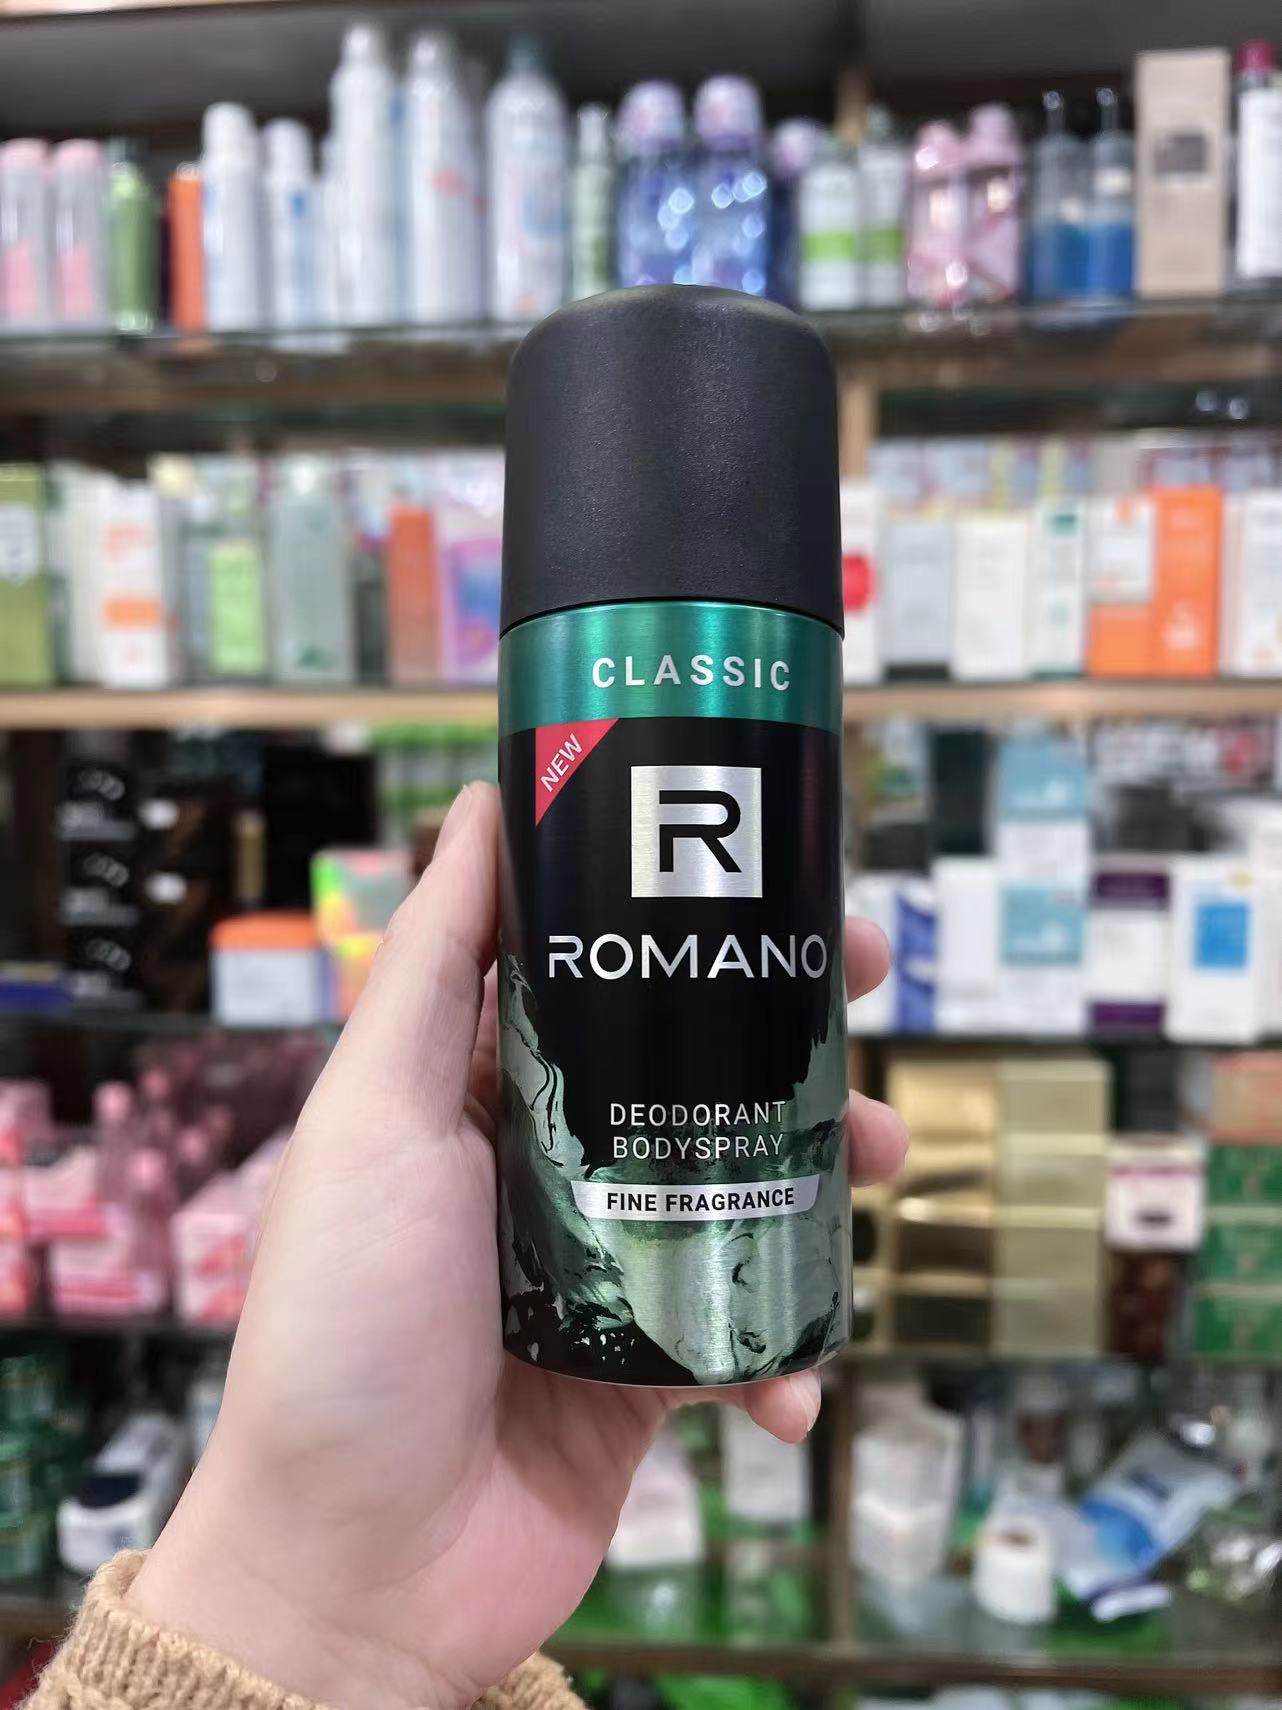 CLASSIC
NEW
R
ROMANO
DEODORANT
BODYSPRAY
FINE FRAGRANCE